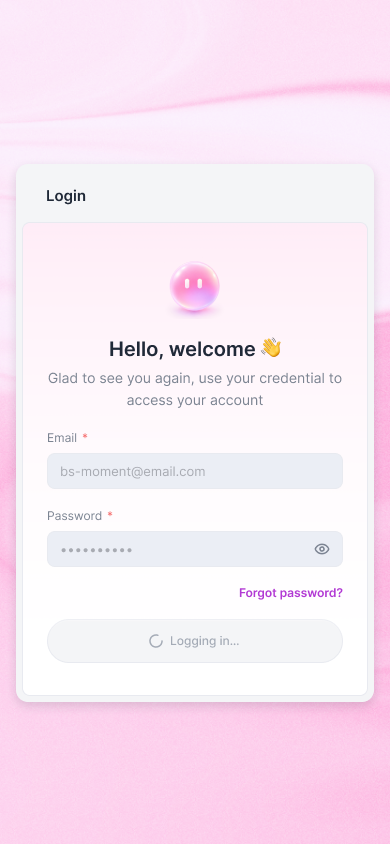 Login
Hello, welcome 👋
Glad to see you again, use your credential to
access your account
Email *
bs-moment@email.com
Password *
••••••••••
Forgot password?
Logging in...